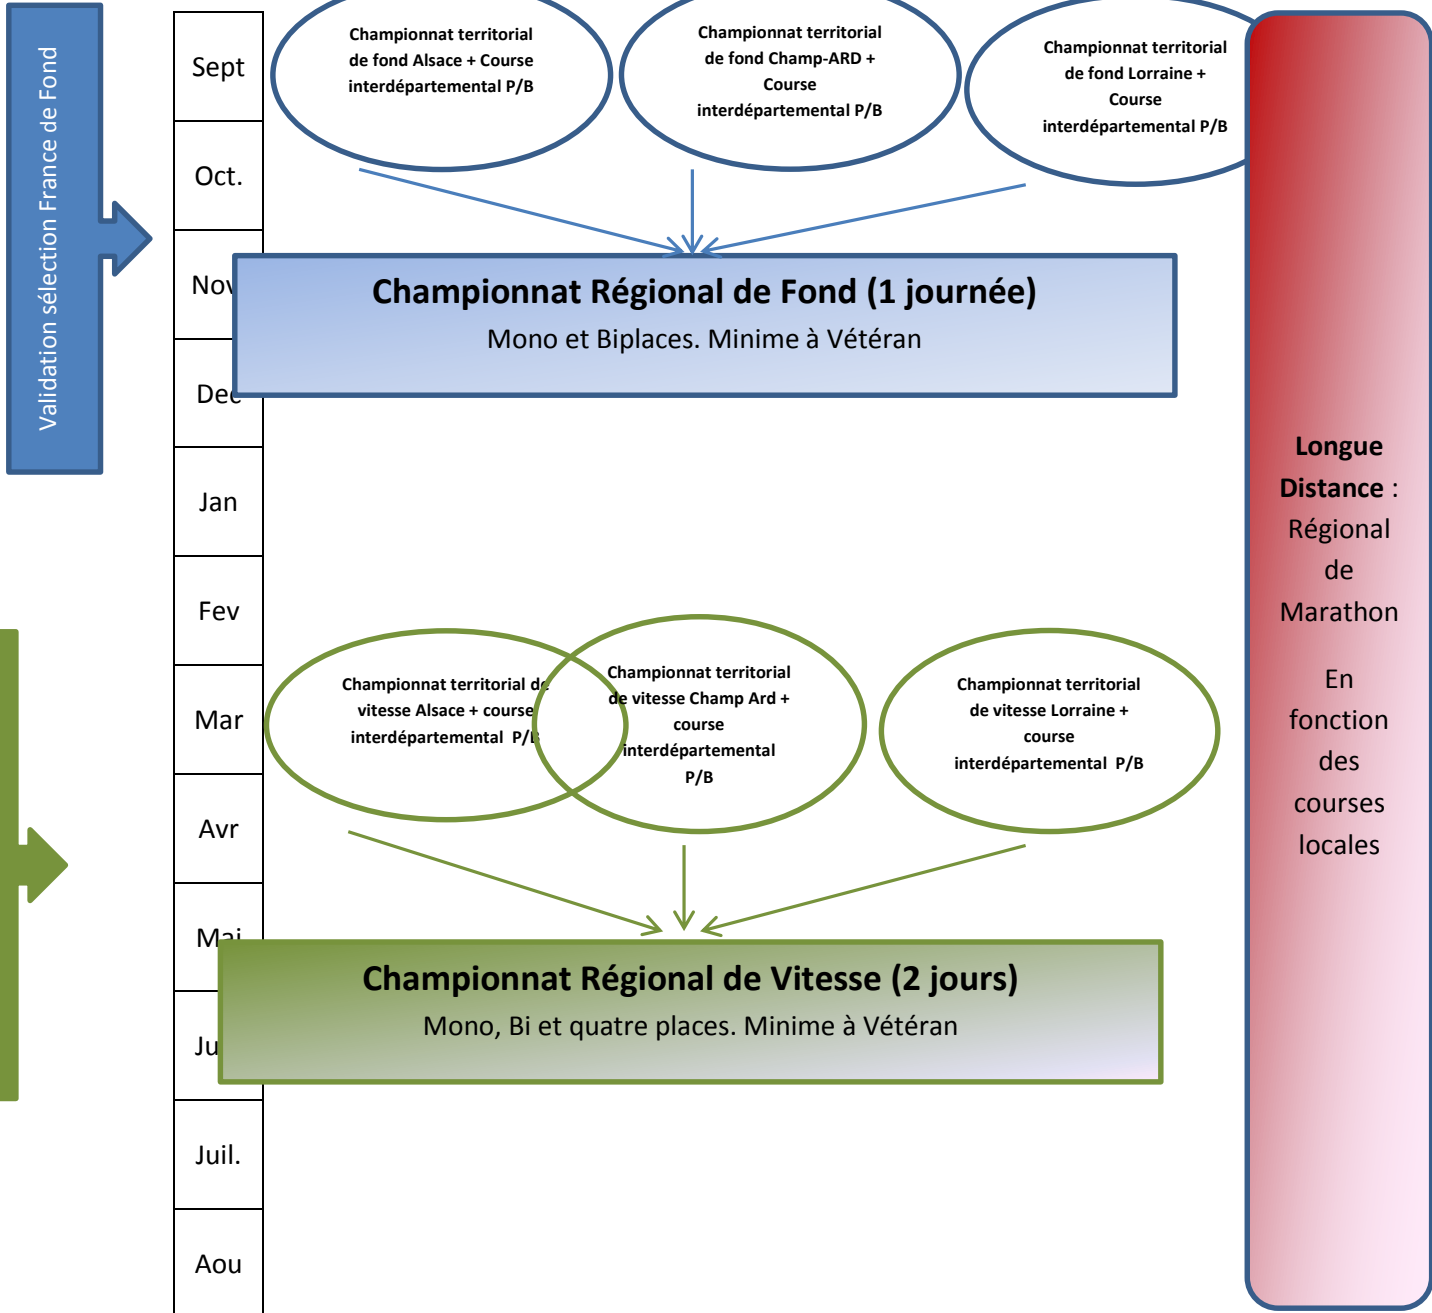 Validation sélection France de Fond
Sept
Oct.
Nov
Dec
Jan
Fev
Mar
Avr
Mai
Ju
Juil.
Aou
Championnat territorial
de fond Alsace + Course
interdépartemental P/B
Championnat territorial
de fond Champ-ARD +
Course
interdépartemental P/B
Championnat territorial
de fond Lorraine +
Course
interdépartemental P/B
Championnat Régional de Fond (1 journée)
Mono et Biplaces. Minime à Vétéran
Championnat territorial de
vitesse Alsace + course
interdépartemental P/B
Championnat territorial
de vitesse Champ Ard +
course
interdépartemental
P/B
Championnat territorial
de vitesse Lorraine +
course
interdépartemental P/B
Championnat Régional de Vitesse (2 jours)
Mono, Bi et quatre places. Minime à Vétéran
Longue
Distance :
Régional
de
Marathon
En
fonction
des
courses
locales